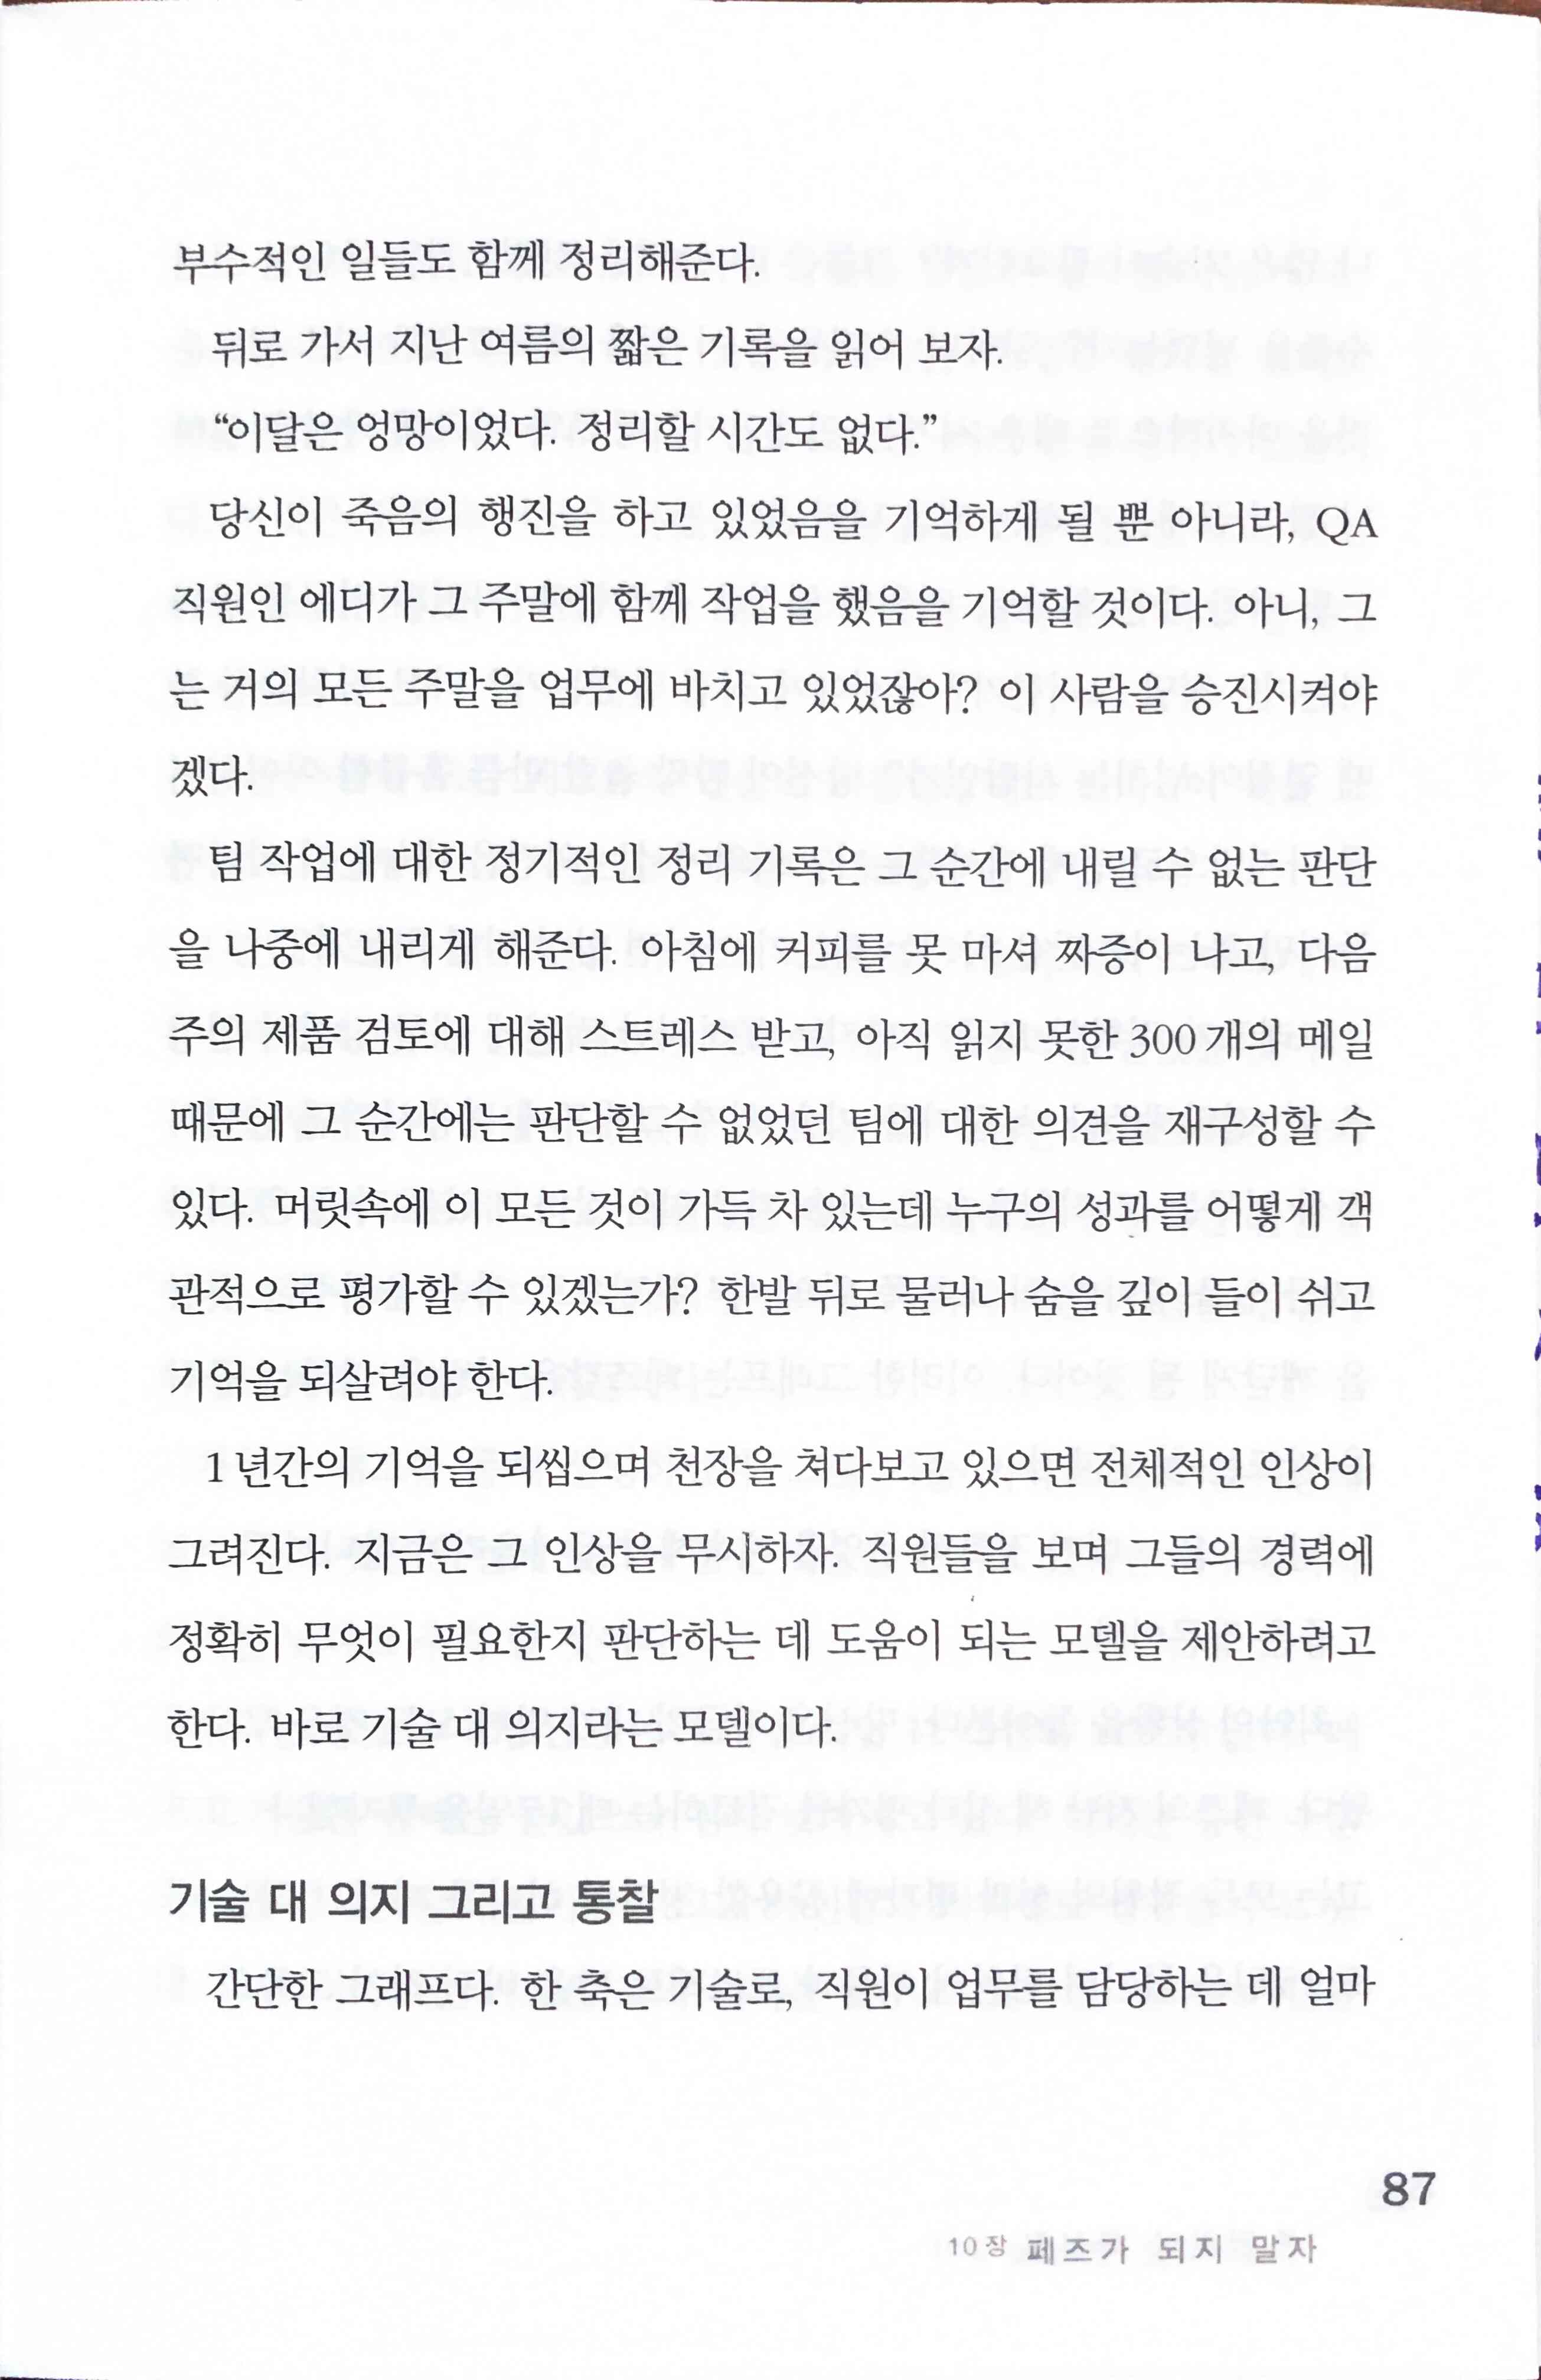 부수적인 일들도 함께 정리해준다.
뒤로 가서 지난 여름의 짧은 기록을 읽어 보자.
“이달은 엉망이었다. 정리할 시간도 없다.”
당신이 죽음의 행진을 하고 있었음을 기억하게 될 뿐 아니라, QA
직원인 에디가 그 주말에 함께 작업을 했음을 기억할 것이다. 아니, 그
는 거의 모든 주말을 업무에 바치고 있었잖아? 이 사람을 승진시켜야
겠다.
팀 작업에 대한 정기적인 정리 기록은 그 순간에 내릴 수 없는 판단
을 나중에 내리게 해준다. 아침에 커피를 못 마셔 짜증이 나고, 다음
주의 제품 검토에 대해 스트레스 받고, 아직 읽지 못한 300개의 메일
때문에 그 순간에는 판단할 수 없었던 팀에 대한 의견을 재구성할 수
있다. 머릿속에 이 모든 것이 가득 차 있는데 누구의 성과를 어떻게 객
관적으로 평가할 수 있겠는가? 한발 뒤로 물러나 숨을 깊이 들이 쉬고
기억을 되살려야 한다.
1년간의 기억을 되씹으며 천장을 쳐다보고 있으면 전체적인 인상이
그려진다. 지금은 그 인상을 무시하자. 직원들을 보며 그들의 경력에
정확히 무엇이 필요한지 판단하는 데 도움이 되는 모델을 제안하려고
한다. 바로 기술 대 의지라는 모델이다.
기술 대 의지 그리고 통찰
간단한 그래프다. 한 축은 기술로, 직원이 업무를 담당하는 데 얼마
87
10장 페즈가 되지 말자